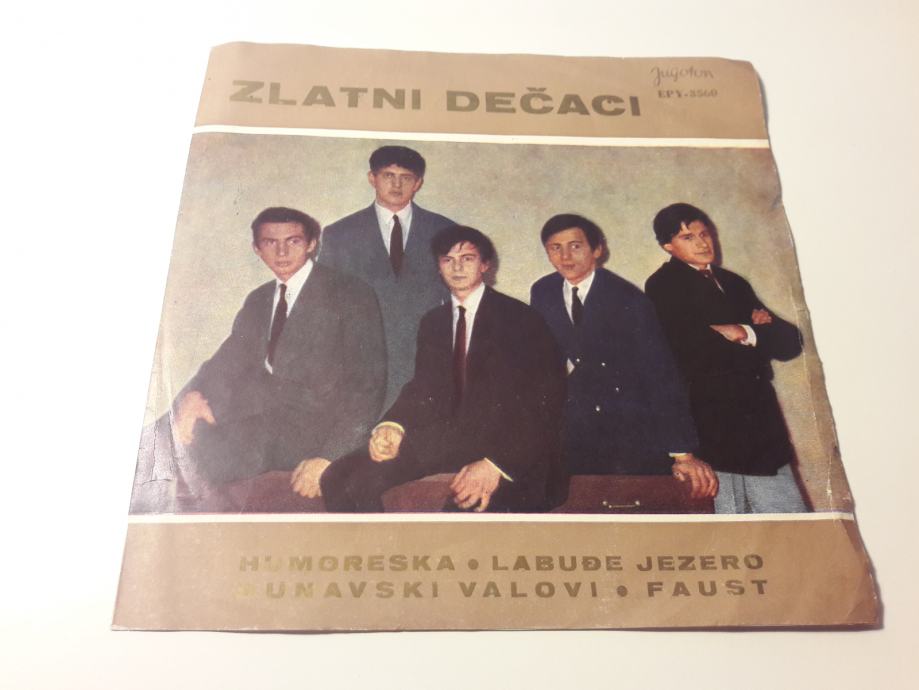 ZLATNI DEČACI
Jugoton
EPY-3560
HUMORESKA • LABUĐE JEZERO
DUNAVSKI VALOVI • FAUST